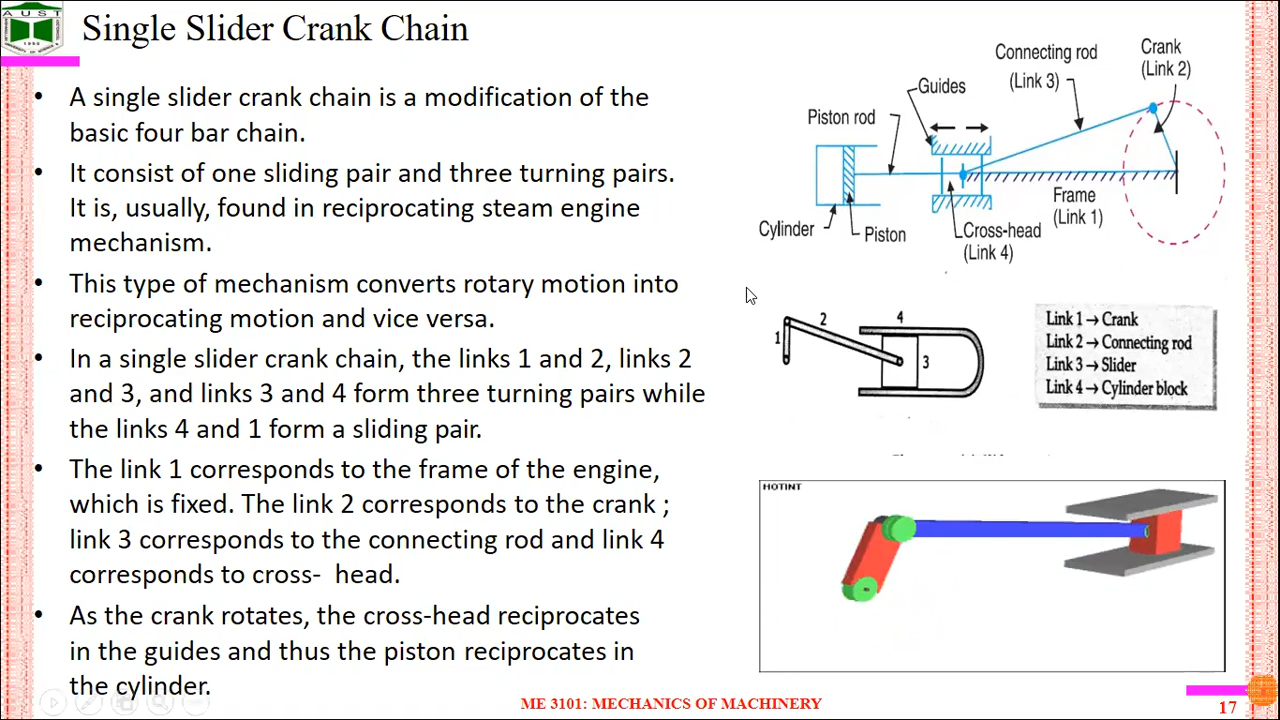 AUST
Single Slider Crank Chain
• A single slider crank chain is a modification of the
basic four bar chain.
• It consist of one sliding pair and three turning pairs.
It is, usually, found in reciprocating steam engine
mechanism.
• This type of mechanism converts rotary motion into
reciprocating motion and vice versa.
• In a single slider crank chain, the links 1 and 2, links 2
and 3, and links 3 and 4 form three turning pairs while
the links 4 and 1 form a sliding pair.
• The link 1 corresponds to the frame of the engine,
which is fixed. The link 2 corresponds to the crank ;
link 3 corresponds to the connecting rod and link 4
corresponds to cross- head.
• As the crank rotates, the cross-head reciprocates
in the guides and thus the piston reciprocates in
the cylinder.
Crank
(Link 2)
Connecting rod
(Link 3)
Guides
Piston rod
Frame
(Link 1)
Cylinder
Piston
Cross-head
(Link 4)
1
2
4
3
Link 1 → Crank
Link 2 → Connecting rod
Link 3 → Slider
Link 4 → Cylinder block
HOTINT
ME 3101: MECHANICS OF MACHINERY
17